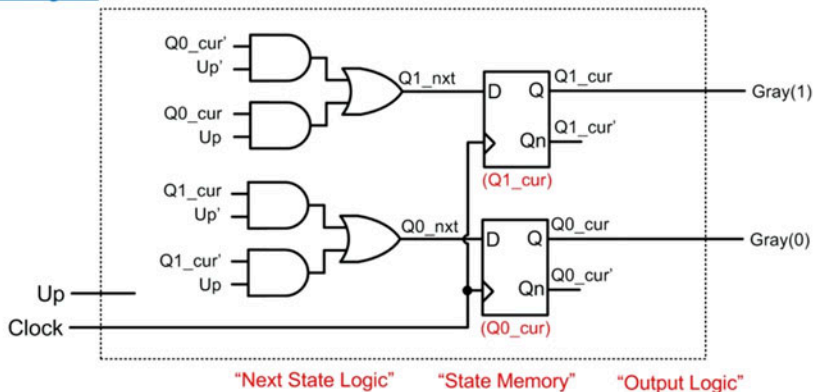 Q0_cur'
Up'
Q1_nxt
Q0_cur
Up
D
Q
Q1_cur
Gray(1)
Qn
Q1_cur'
(Q1_cur)
Q1_cur
Up'
Q0_nxt
Q1_cur'
Up
D
Q
Q0_cur
Gray(0)
Qn
Q0_cur'
(Q0_cur)
Up
Clock
"Next State Logic"
"State Memory"
"Output Logic"